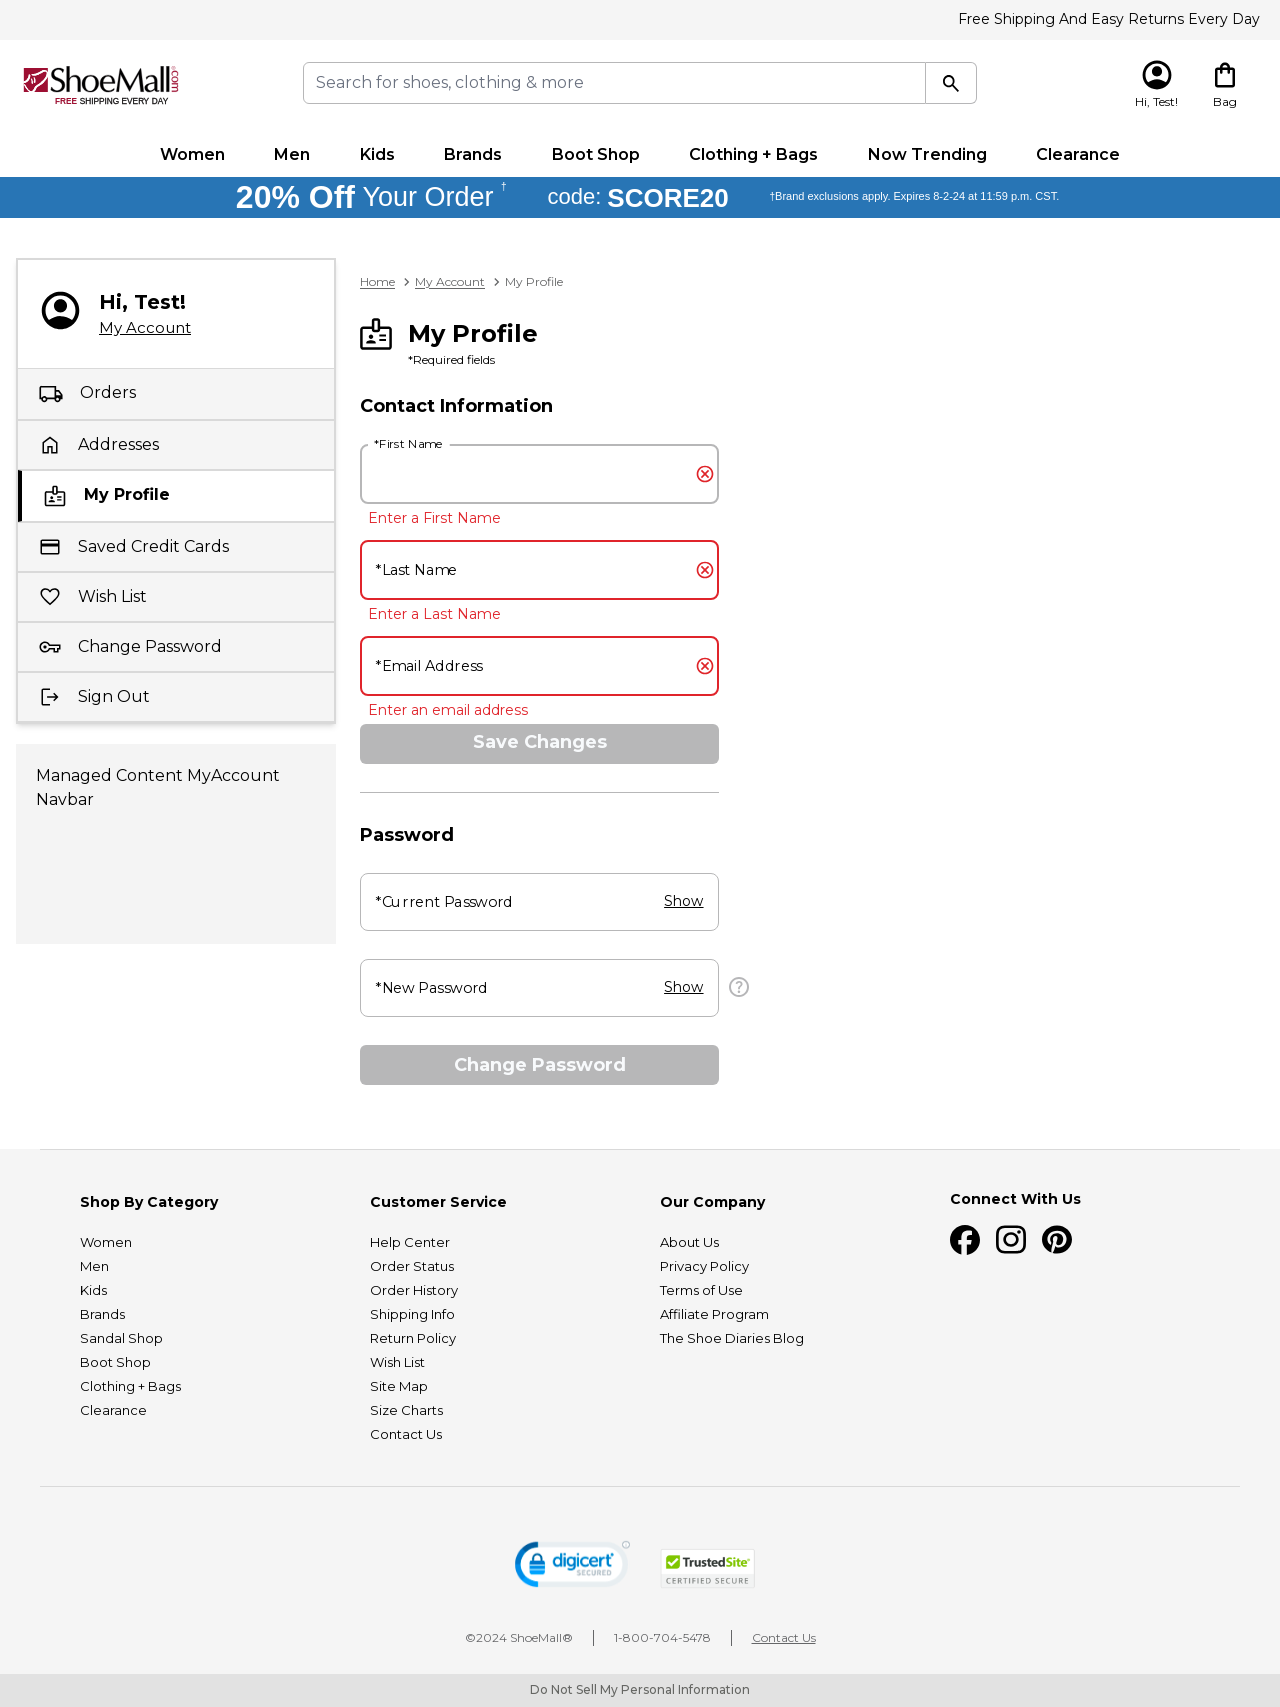 Free Shipping And Easy Returns Every Day
ShoeMall.com®
FREE SHIPPING EVERY DAY
Search for shoes, clothing & more
Hi, Test!
Bag
Women Men Kids Brands Boot Shop Clothing + Bags Now Trending Clearance
20% Off Your Order † code: SCORE20 †Brand exclusions apply. Expires 8-2-24 at 11:59 p.m. CST.
Hi, Test!
My Account
Orders
Addresses
My Profile
Saved Credit Cards
Wish List
Change Password
Sign Out
Managed Content MyAccount
Navbar
Home > My Account > My Profile
My Profile
*Required fields
Contact Information
*First Name
Enter a First Name
*Last Name
Enter a Last Name
*Email Address
Enter an email address
Save Changes
Password
*Current Password Show
*New Password Show
?
Change Password
Shop By Category
Women
Men
Kids
Brands
Sandal Shop
Boot Shop
Clothing + Bags
Clearance
Customer Service
Help Center
Order Status
Order History
Shipping Info
Return Policy
Wish List
Site Map
Size Charts
Contact Us
Our Company
About Us
Privacy Policy
Terms of Use
Affiliate Program
The Shoe Diaries Blog
Connect With Us
digicert
SECURED
TrustedSite
CERTIFIED SECURE
©2024 ShoeMall® | 1-800-704-5478 | Contact Us
Do Not Sell My Personal Information